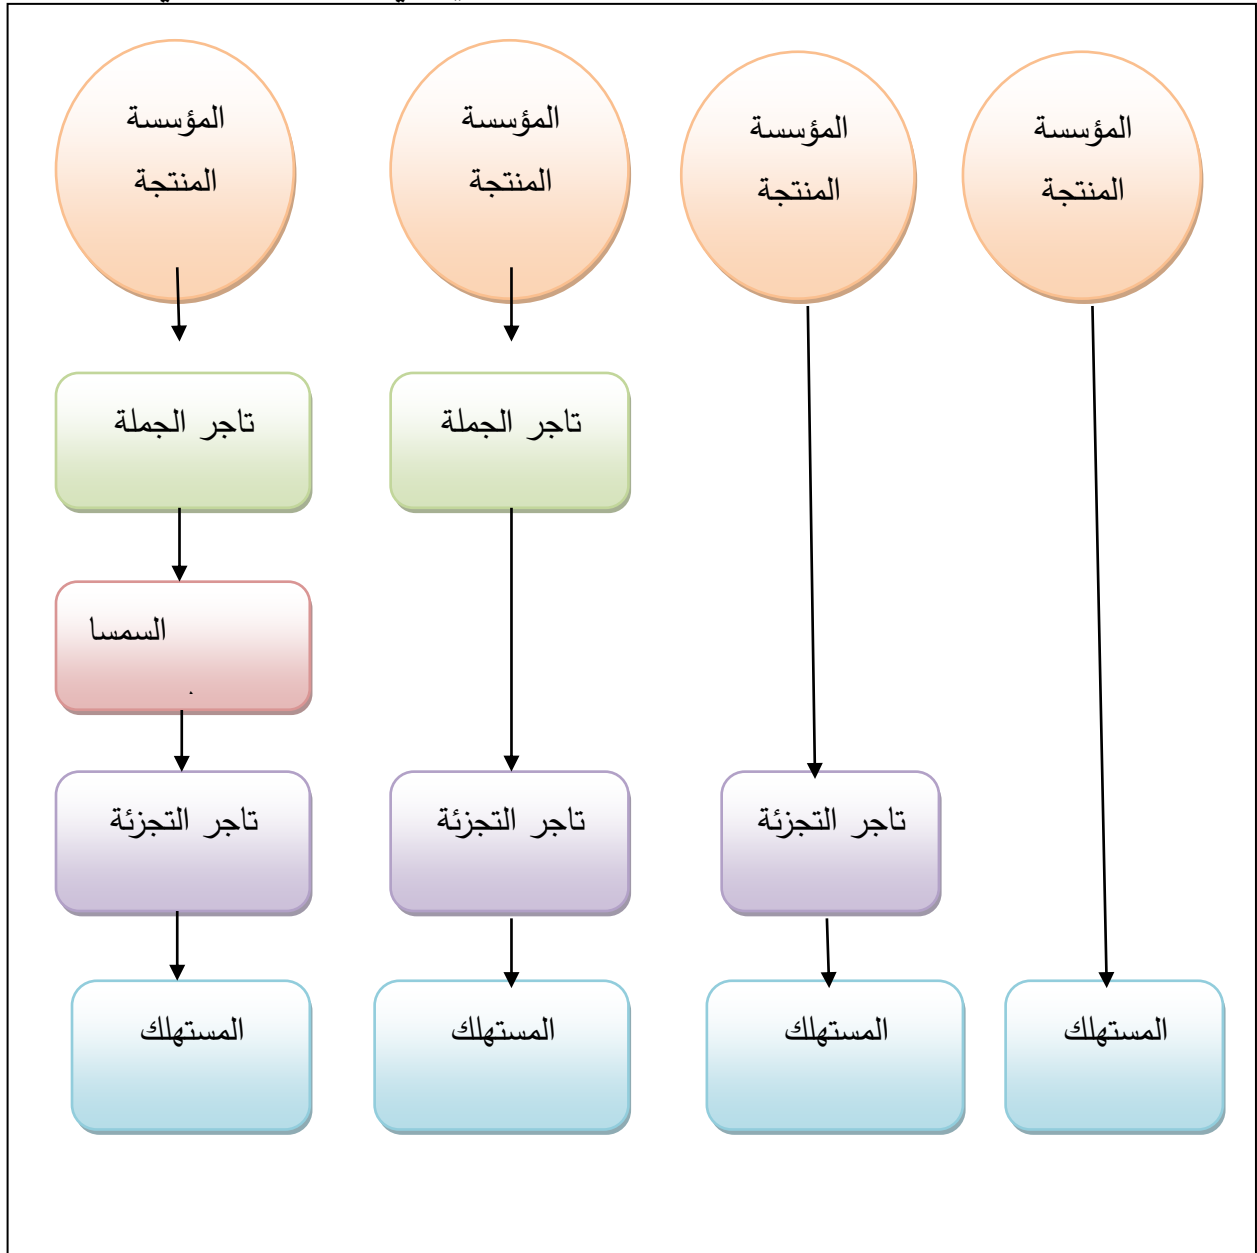 المؤسسة
المنتجة
المؤسسة
المنتجة
المؤسسة
المنتجة
المؤسسة
المنتجة
تاجر الجملة
تاجر الجملة
السمسا
تاجر التجزئة
تاجر التجزئة
تاجر التجزئة
المستهلك
المستهلك
المستهلك
المستهلك